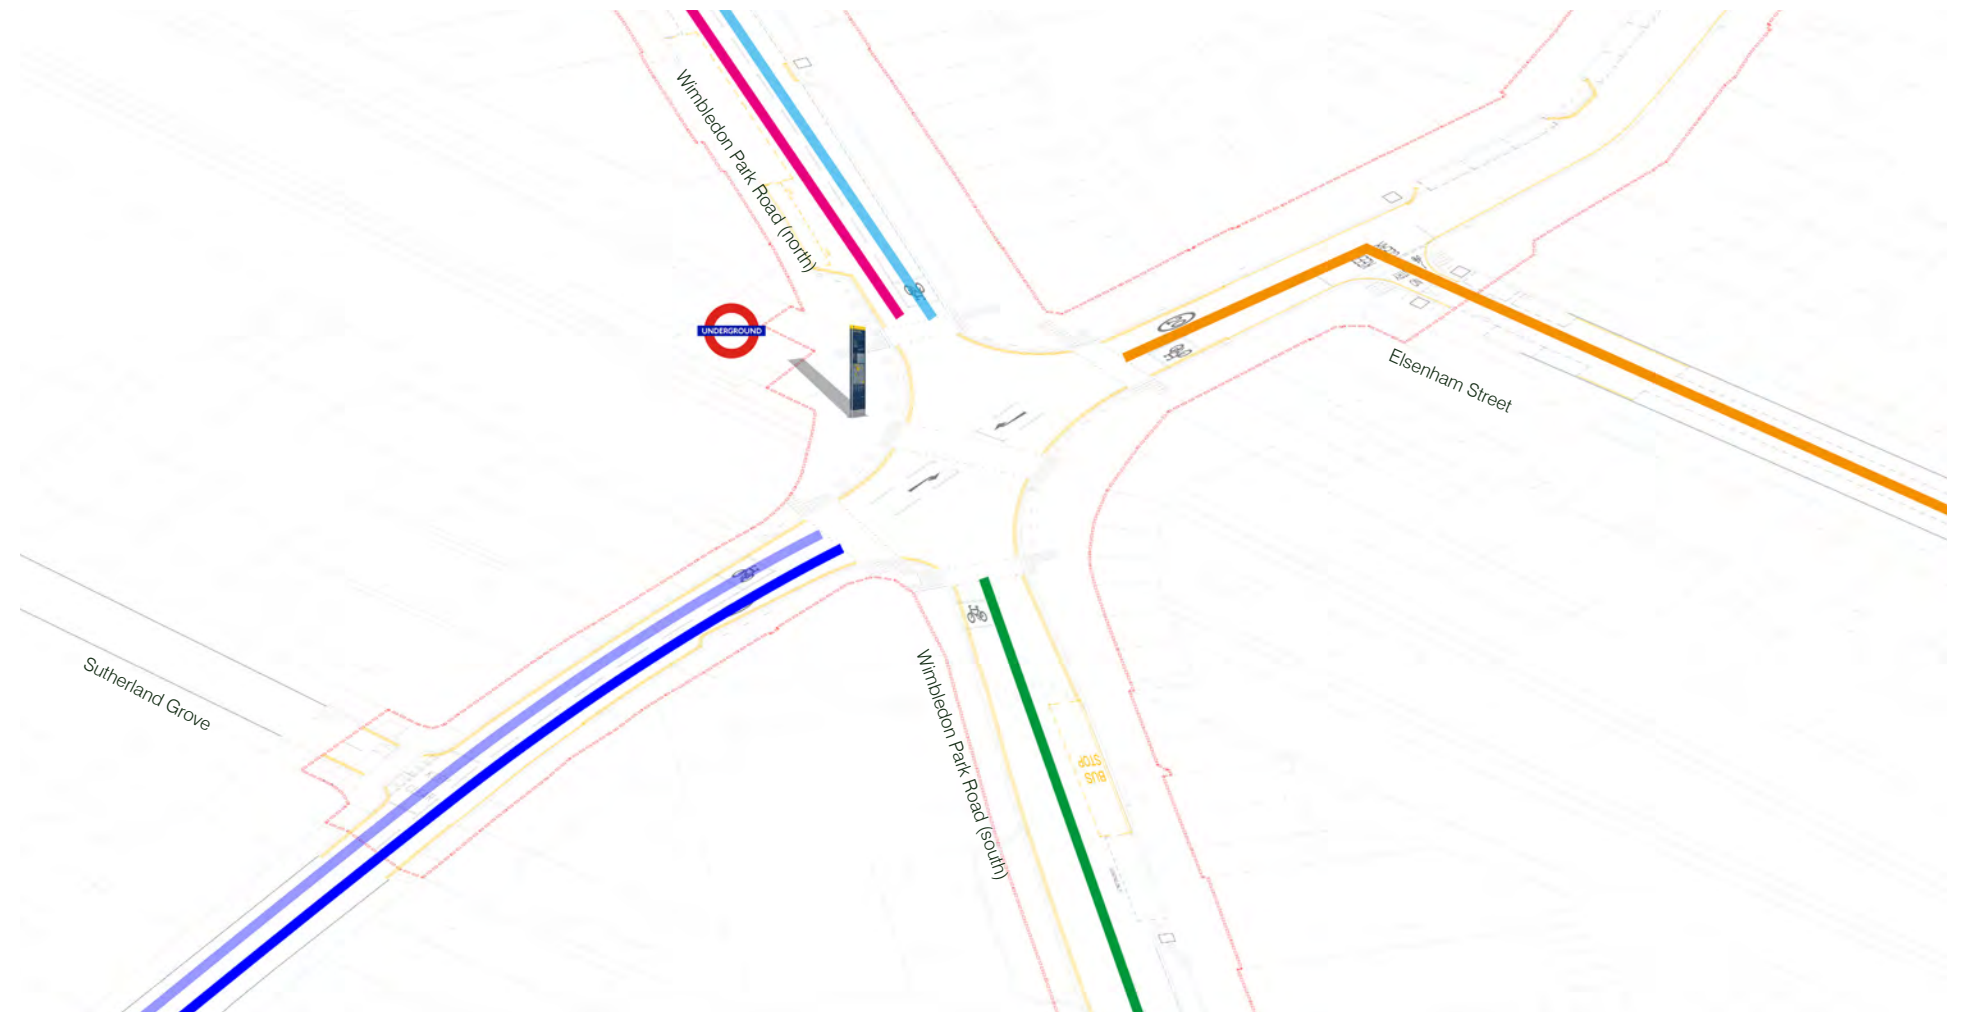 Wimbledon Park Road (north)
UNDERGROUND
Elsenham Street
Sutherland Grove
Wimbledon Park Road (south)
BUS
STOP